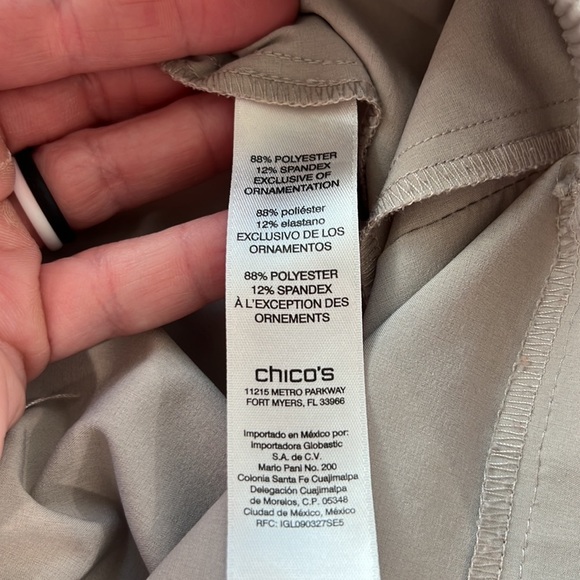 88% POLYESTER
12% SPANDEX
EXCLUSIVE OF
ORNAMENTATION
88% poliéster
12% elastano
EXCLUSIVO DE LOS
ORNAMENTOS
88% POLYESTER
12% SPANDEX
À L'EXCEPTION DES
ORNEMENTS
chico's
11215 METRO PARKWAY
FORT MYERS, FL 33966
Importado en México por:
Importadora Globastic
S.A. de C.V.
Mario Pani No. 200
Colonia Santa Fe Cuajimalpa
Delegación Cuajimalpa
de Morelos, C.P. 05348
Ciudad de México, México
RFC: IGL090327SE5